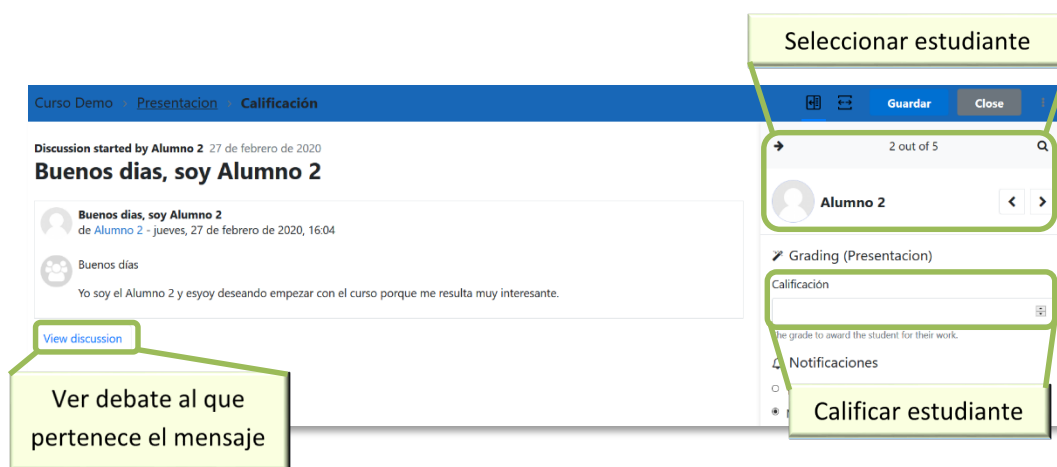 Seleccionar estudiante
Curso Demo › Presentacion › Calificación
Guardar
Close
Discussion started by Alumno 2 27 de febrero de 2020
Buenos dias, soy Alumno 2
2 out of 5
Alumno 2
Buenos dias, soy Alumno 2
de Alumno 2 - jueves, 27 de febrero de 2020, 16:04
Buenos días
Yo soy el Alumno 2 y esyoy deseando empezar con el curso porque me resulta muy interesante.
View discussion
Grading (Presentacion)
Calificación
The grade to award the student for their work.
Notificaciones
Ver debate al que
pertenece el mensaje
Calificar estudiante